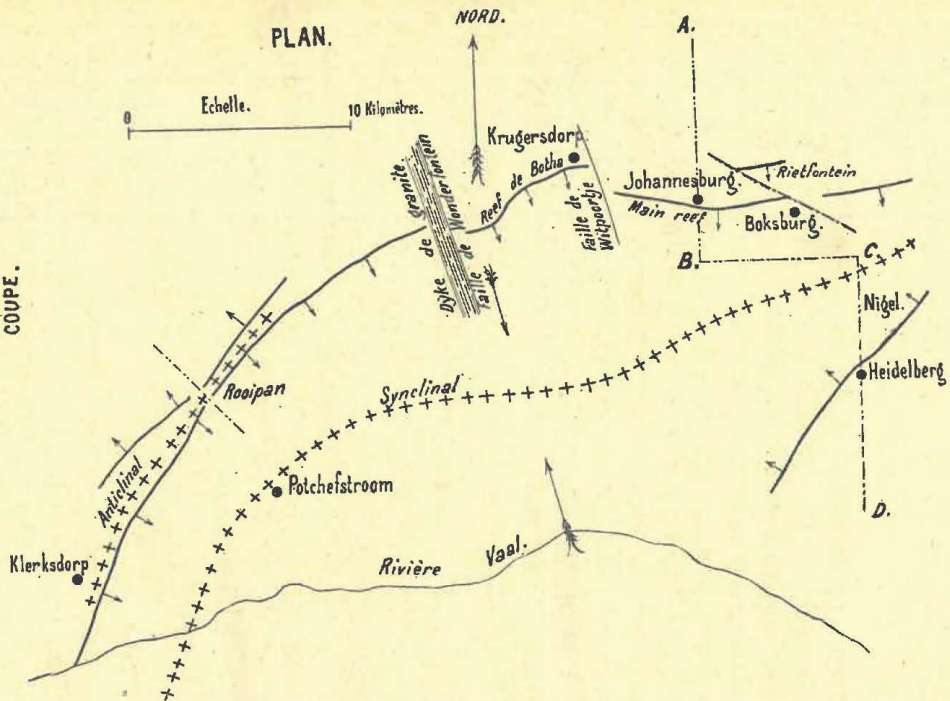 PLAN.
NORD.
A.
COUPE.
Echelle.
0
10 Kilomètres.
Krugersdorp
Dyke de granite.
Faille de Wonderfontein
Reef de Botha
Faille de Witpoortje
Johannesburg.
Rietfontein
Main reef
Boksburg.
B.
C.
Nigel.
Rooipan
Synclinal
Heidelberg
Anticlinal
Potchefstroom
D.
Klerksdorp
Rivière Vaal.